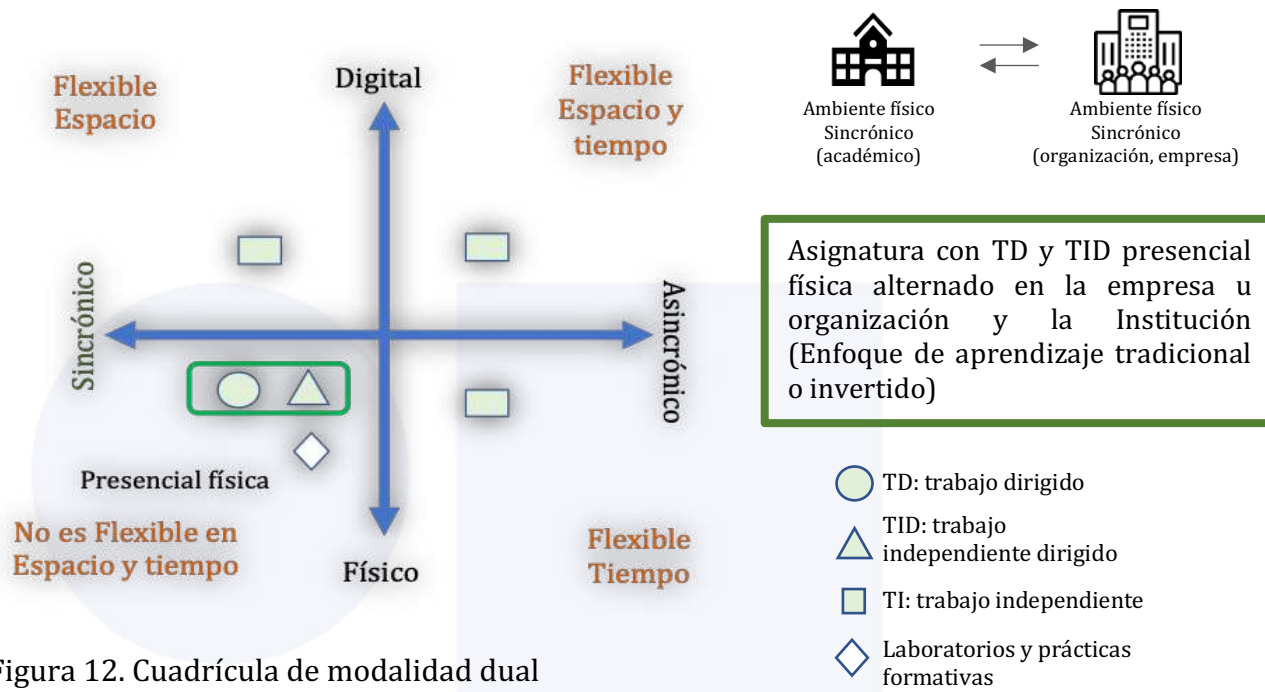 Flexible
Espacio
Digital
Flexible
Espacio y
tiempo
Sincrónico
Asincrónico
Presencial física
No es Flexible en
Espacio y tiempo
Físico
Flexible
Tiempo
Ambiente físico
Sincrónico
(académico)
Ambiente físico
Sincrónico
(organización, empresa)
Asignatura con TD y TID presencial
física alternado en la empresa u
organización y la Institución
(Enfoque de aprendizaje tradicional
o invertido)
TD: trabajo dirigido
TID: trabajo
independiente dirigido
TI: trabajo independiente
Laboratorios y prácticas
formativas
Figura 12. Cuadrícula de modalidad dual